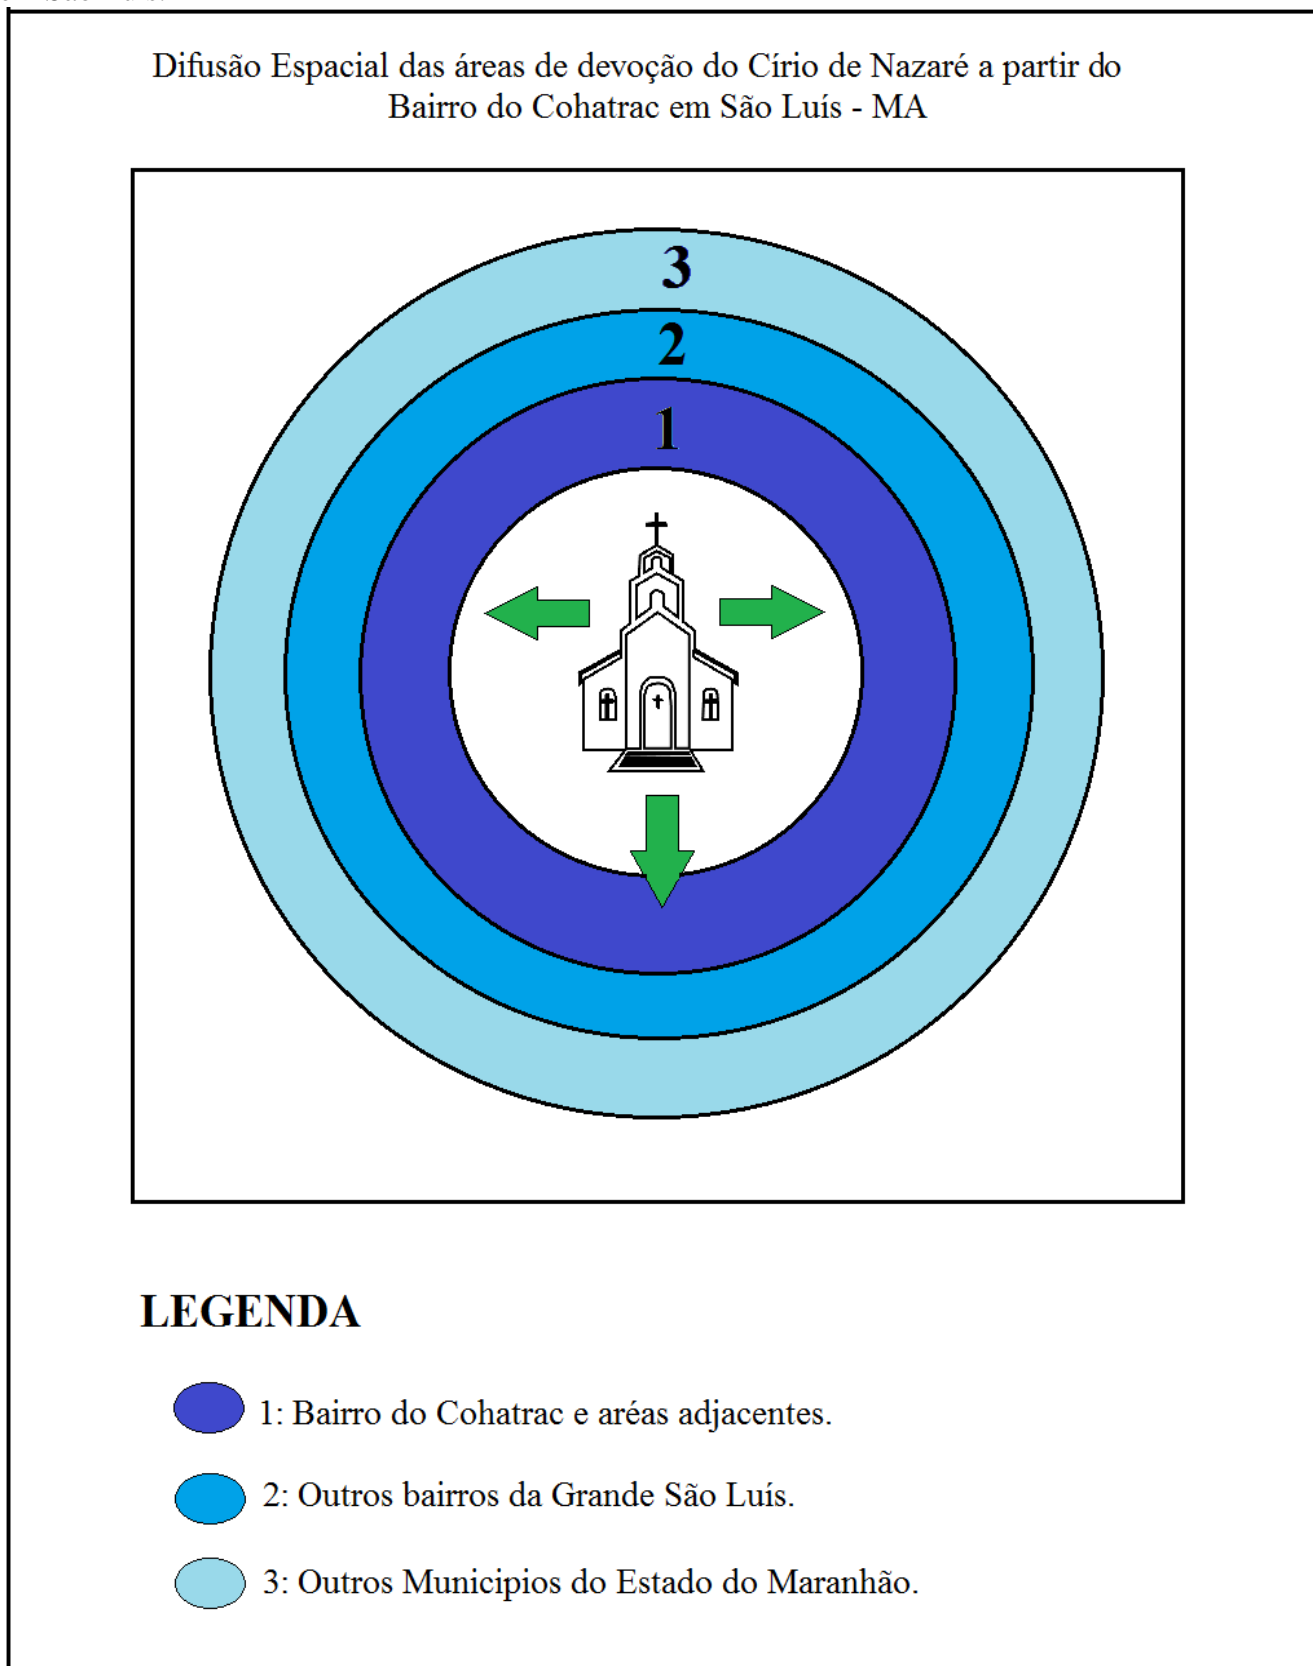 Difusão Espacial das áreas de devoção do Círio de Nazaré a partir do
Bairro do Cohatrac em São Luís - MA
3
2
1
LEGENDA
1: Bairro do Cohatrac e aréas adjacentes.
2: Outros bairros da Grande São Luís.
3: Outros Municipios do Estado do Maranhão.